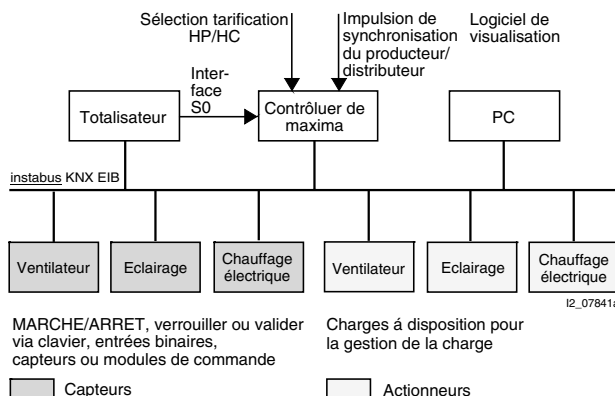 Sélection tarification
HP/HC
Impulsion de
synchronisation
du producteur/
distributeur
Logiciel de
visualisation
Inter-
face
S0
Totalisateur
Contrôluer de
maxima
PC
instabus KNX EIB
Ventilateur
Eclairage
Chauffage
électrique
Ventilateur
Eclairage
Chauffage
électrique
I2_07841a
MARCHE/ARRET, verrouiller ou valider
via clavier, entrées binaires,
capteurs ou modules de commande
Charges á disposition pour
la gestion de la charge
Capteurs
Actionneurs